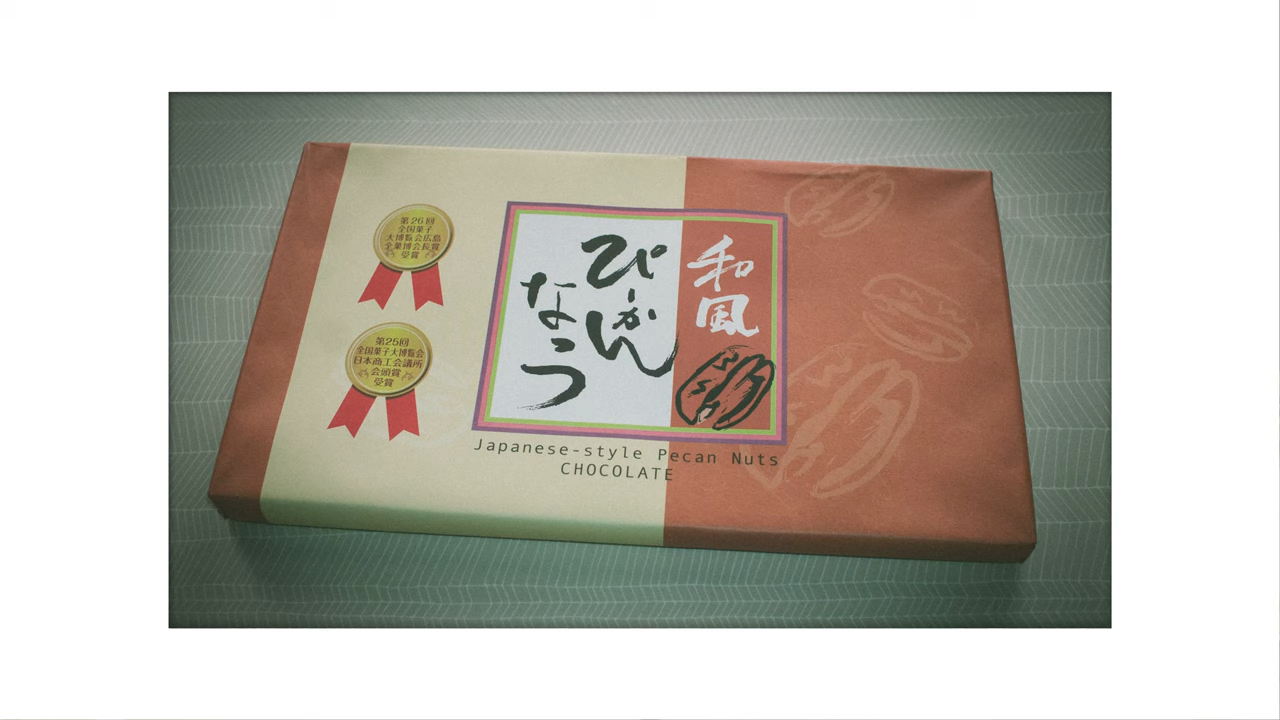 第26回
全国菓子
大博覧会広島
全菓博会長賞
受賞
第25回
全国菓子大博覧会
日本商工会議所
会頭賞
受賞
和風
ぴーかん
なっつ
Japanese-style Pecan Nuts
CHOCOLATE